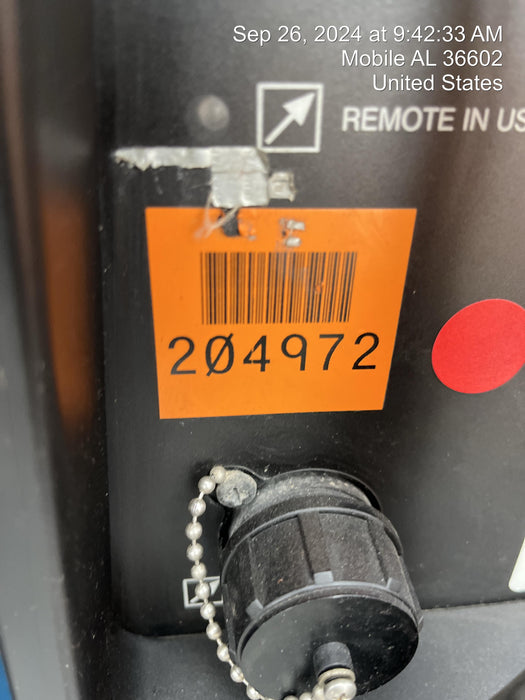 Sep 26, 2024 at 9:42:33 AM
Mobile AL 36602
United States
REMOTE IN US
204972